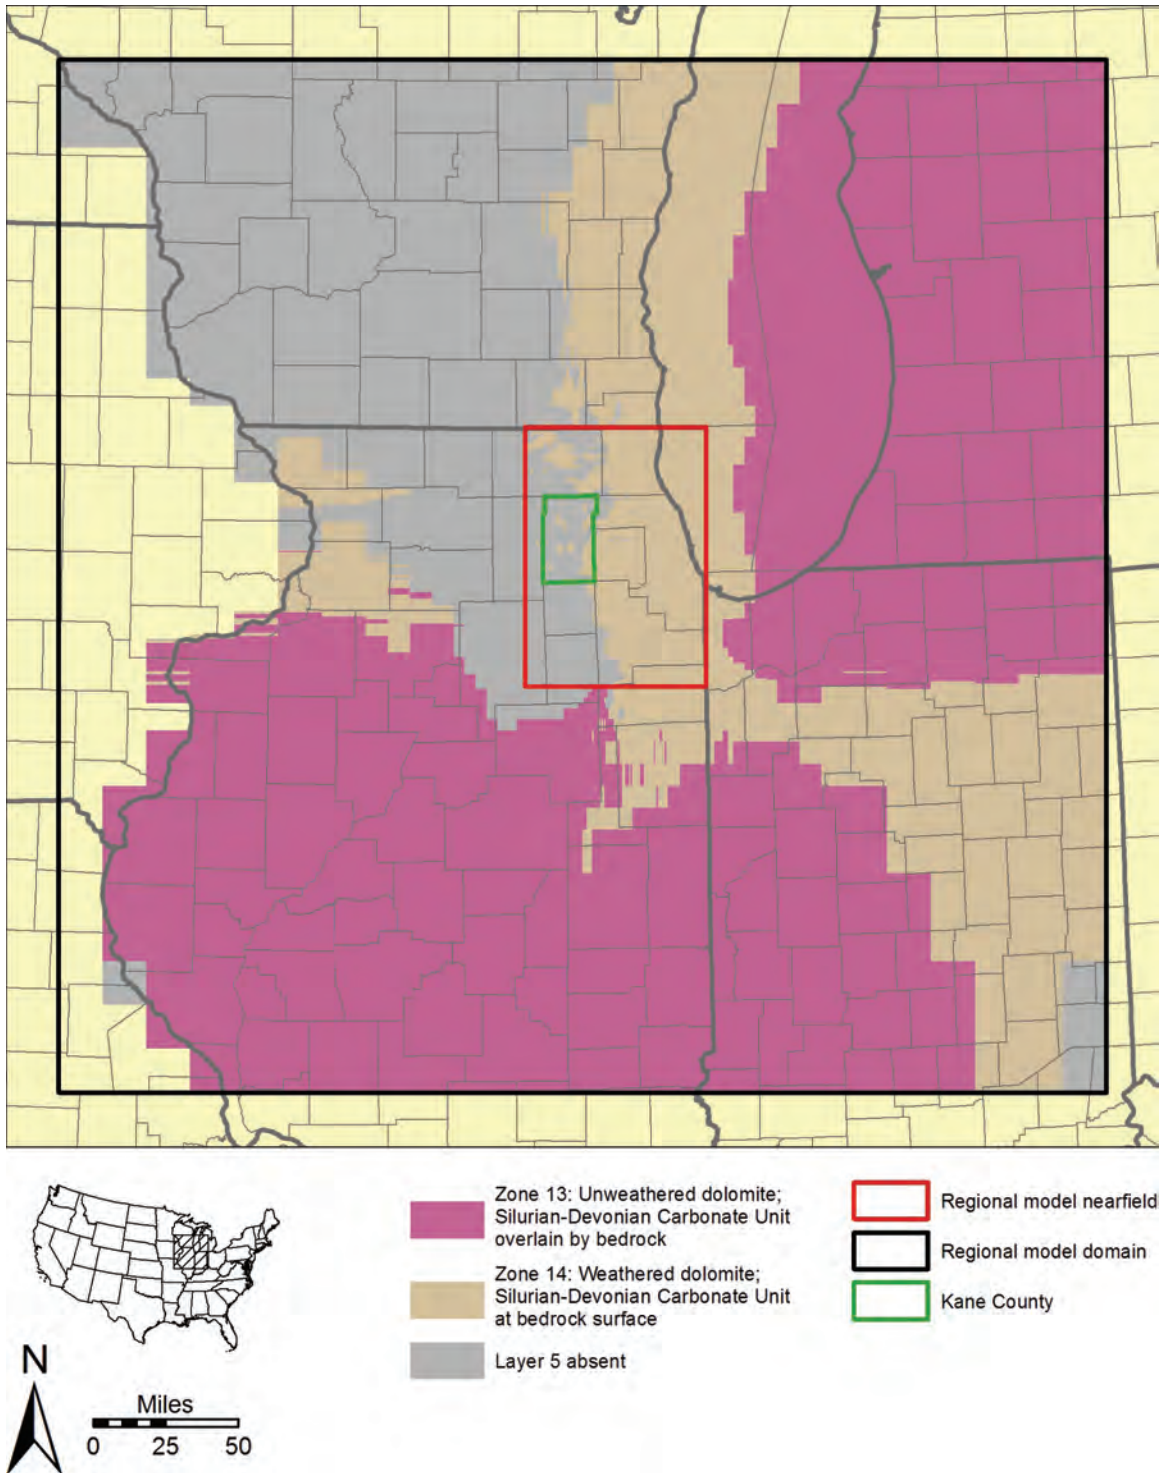 Zone 13: Unweathered dolomite;
Silurian-Devonian Carbonate Unit
overlain by bedrock
Zone 14: Weathered dolomite;
Silurian-Devonian Carbonate Unit
at bedrock surface
Layer 5 absent
Regional model nearfield
Regional model domain
Kane County
N
Miles
0 25 50